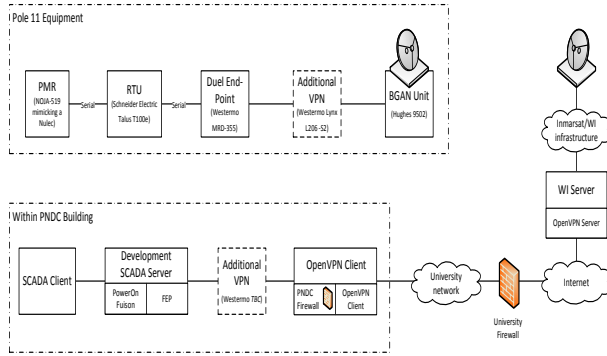 Pole 11 Equipment
PMR
(NOJA-519
mimicking a
Nulec)
Serial
RTU
(Schneider Electric
Talus T100e)
Serial
Duel End-
Point
(Westermo
MRD-355)
Additional
VPN
(Westermo Lynx
L206-S2)
BGAN Unit
(Hughes 9502)
Inmarsat/WI
infrastructure
WI Server
OpenVPN Server
Within PNDC Building
SCADA Client
Development
SCADA Server
PowerOn
Fuison
FEP
Additional
VPN
(Westermo TBC)
OpenVPN Client
PNDC
Firewall
OpenVPN
Client
University
network
University
Firewall
Internet